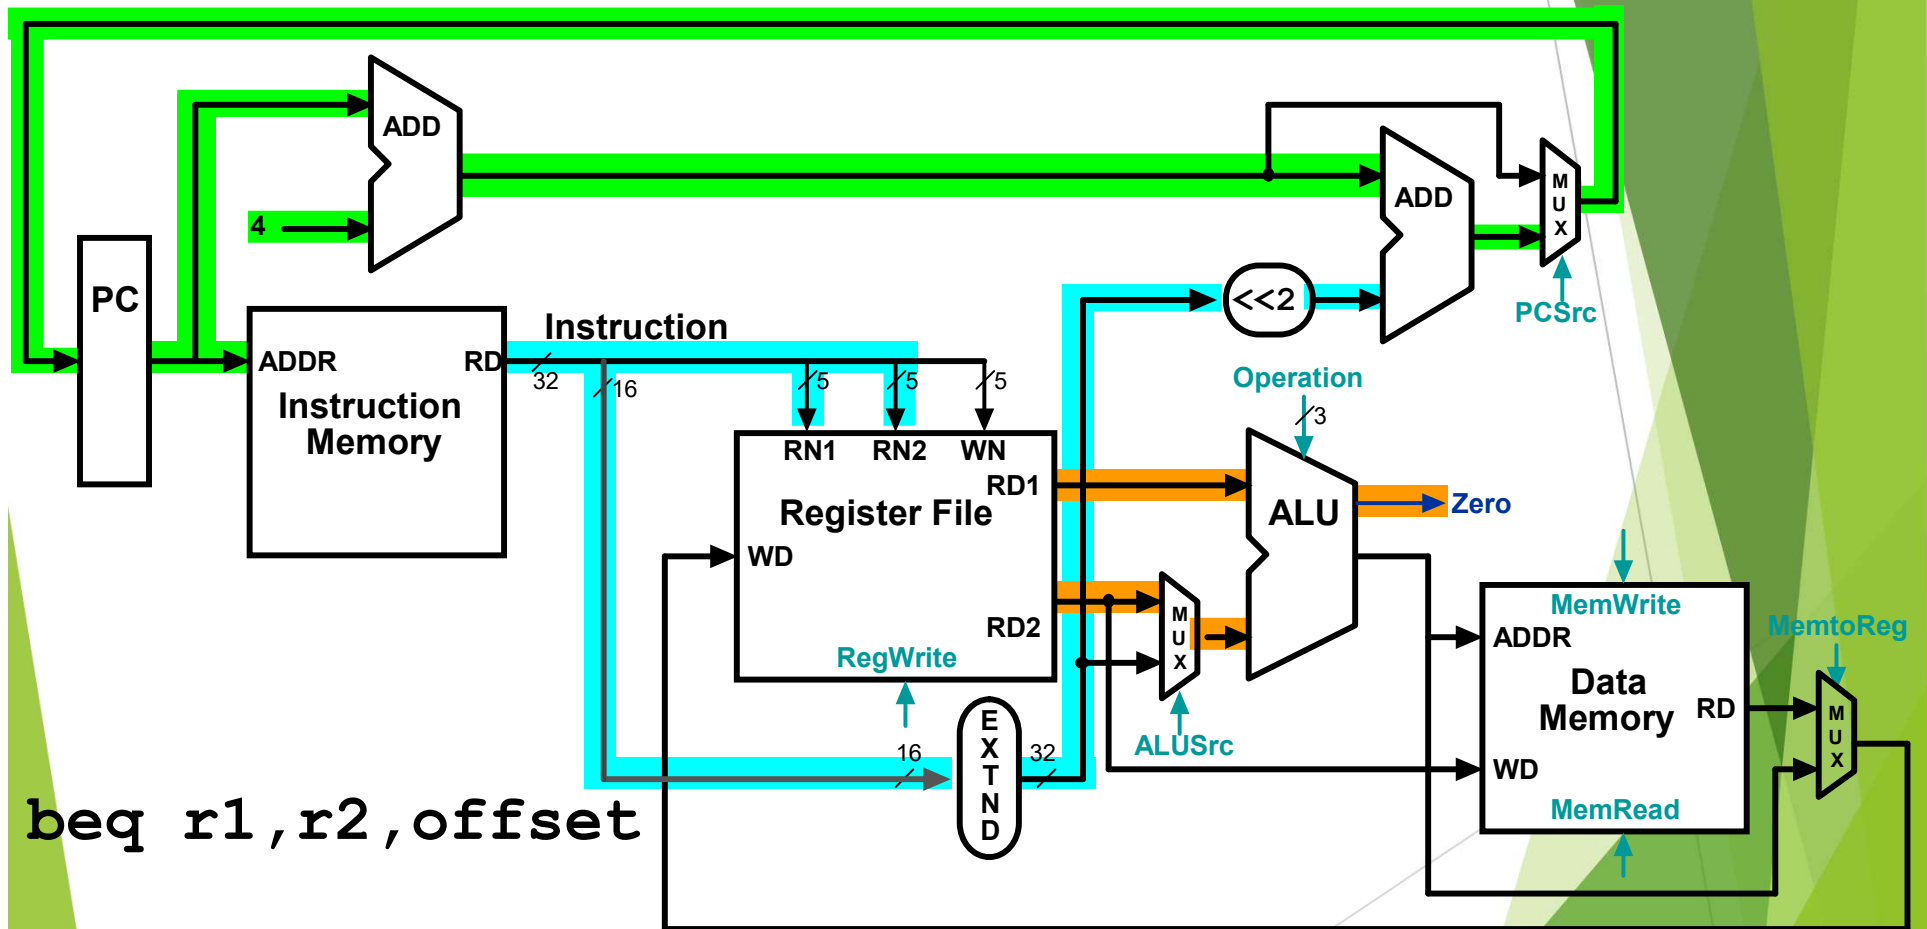 ADD
4
PC
ADD
M
U
X
PCSrc
<<2
Instruction
ADDR
RD
32
16
5
5
5
Instruction
Memory
Operation
3
RN1
RN2
WN
RD1
Register File
WD
RD2
RegWrite
ALU
Zero
M
U
X
ALUSrc
MemWrite
ADDR
Data
Memory
RD
WD
MemRead
MemtoReg
M
U
X
16
E
X
T
N
D
32
beq r1,r2,offset